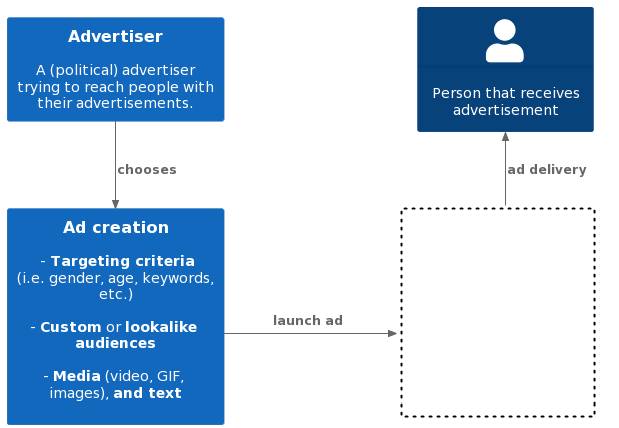 Advertiser
A (political) advertiser
trying to reach people with
their advertisements.
Person that receives
advertisement
chooses
ad delivery
Ad creation
- Targeting criteria
(i.e. gender, age, keywords,
etc.)
- Custom or lookalike
audiences
- Media (video, GIF,
images), and text
launch ad